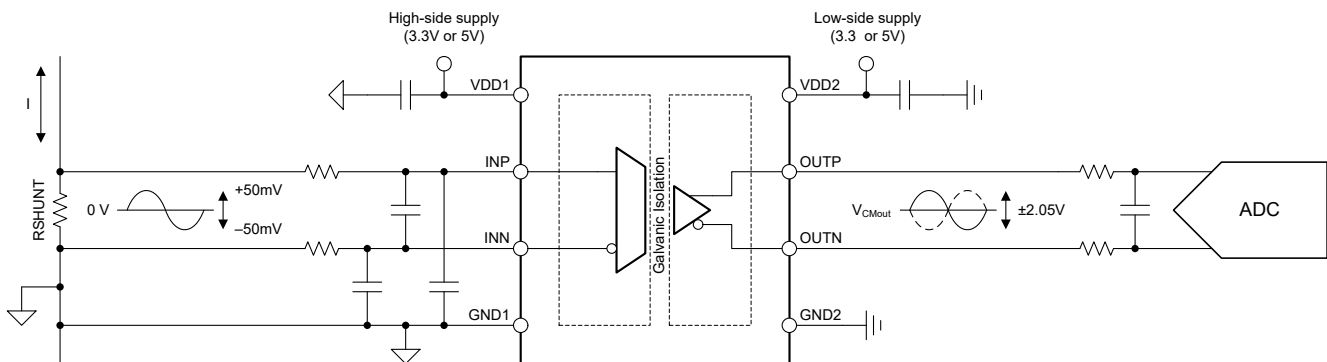 High-side supply
(3.3V or 5V)
Low-side supply
(3.3 or 5V)
VDD1
VDD2
I
INP
OUTP
RSHUNT
0 V
+50mV
–50mV
Galvanic Isolation
VCMout
±2.05V
ADC
INN
OUTN
GND1
GND2